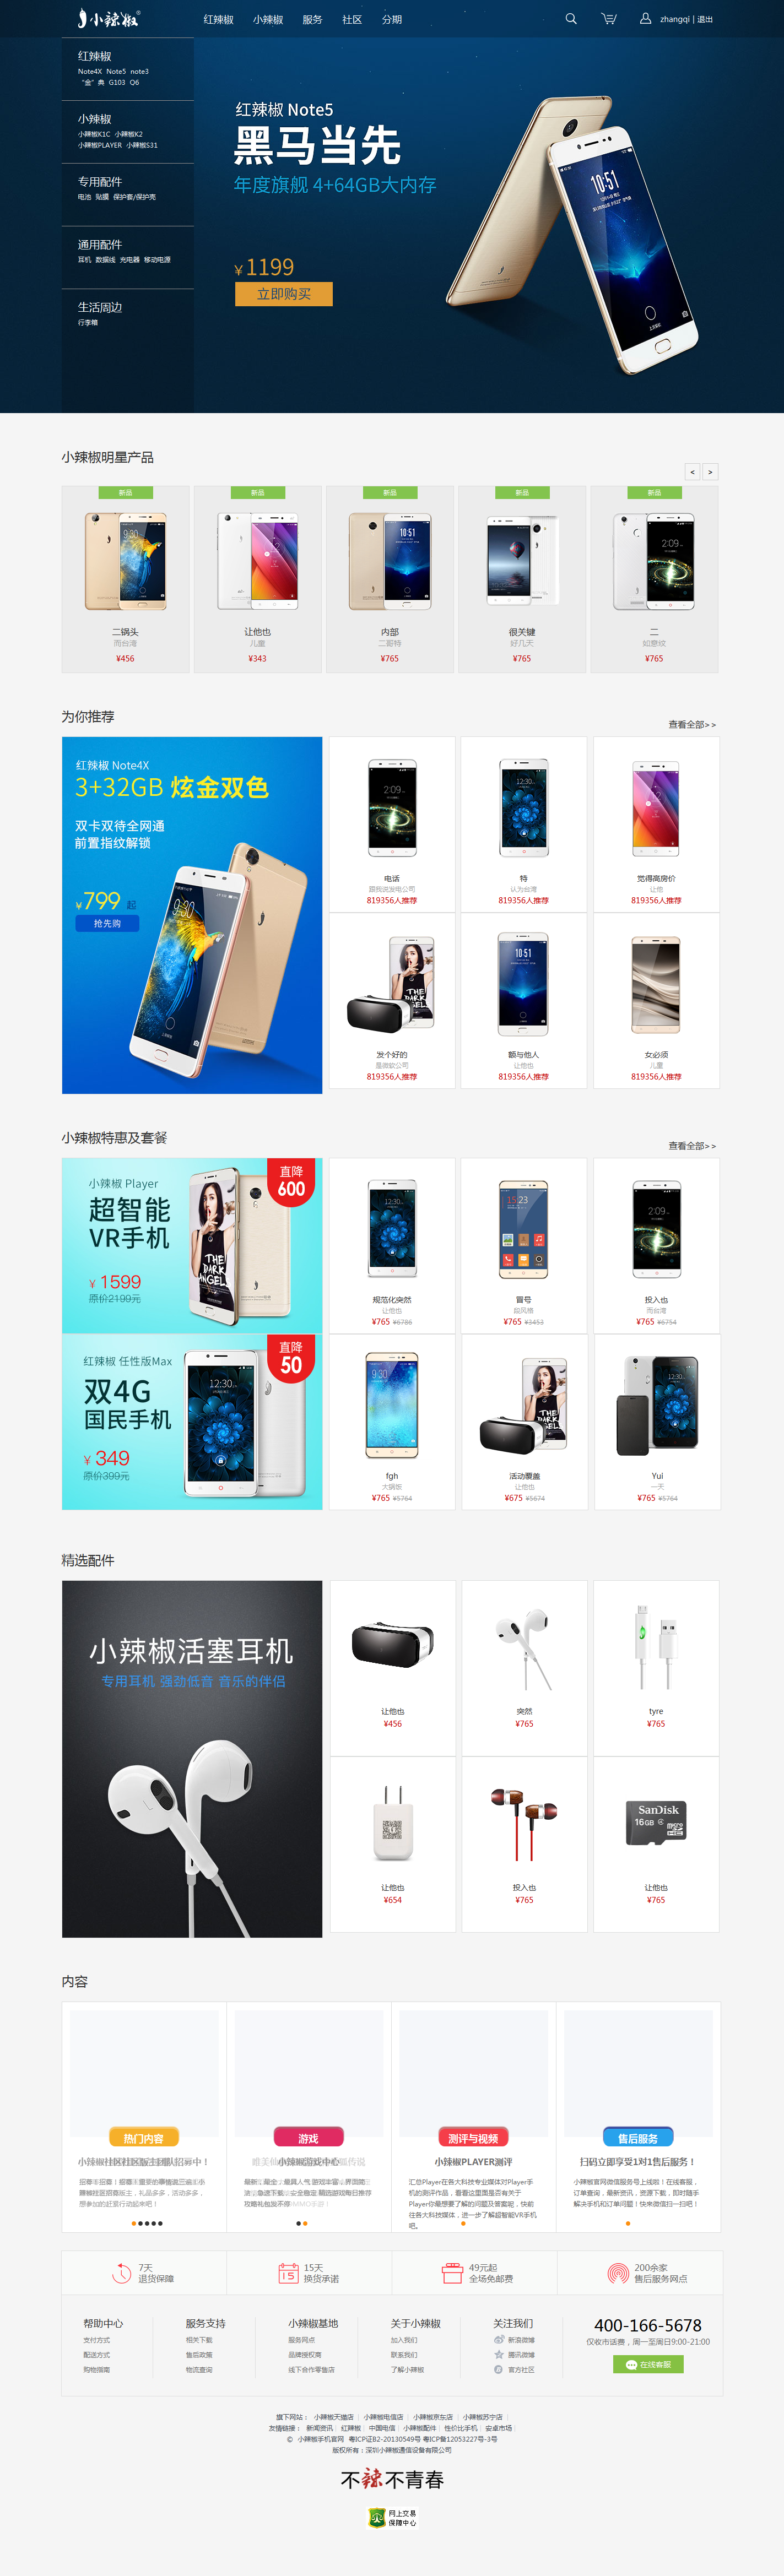 小辣椒®
红辣椒 小辣椒 服务 社区 分期
zhangqi | 退出
红辣椒
Note4X Note5 note3
"金"典 G103 Q6
小辣椒
小辣椒K1C 小辣椒K2
小辣椒PLAYER 小辣椒S31
专用配件
电池 贴膜 保护套/保护壳
通用配件
耳机 数据线 充电器 移动电源
生活周边
行李箱
红辣椒 Note5
黑马当先
年度旗舰 4+64GB大内存
¥1199
立即购买
10:51
小辣椒明星产品
< >
新品 新品 新品 新品 新品
二锅头 让他也 内部 很关键 二
而台湾 儿童 二哥特 好几天 如意纹
¥456 ¥343 ¥765 ¥765 ¥765
为你推荐
查看全部>>
红辣椒 Note4X
3+32GB 炫金双色
双卡双待全网通
前置指纹解锁
¥799 起
抢先购
电话 特 觉得高房价
跟我说发电公司 认为台湾 让他
819356人推荐 819356人推荐 819356人推荐
发个好的 额与他人 女必须
是微软公司 让他也 儿童
819356人推荐 819356人推荐 819356人推荐
小辣椒特惠及套餐
查看全部>>
小辣椒 Player
超智能
VR手机
¥ 1599
原价2199元
直降
600
规范化突然 冒号 投入也
让他也 段风格 而台湾
¥765 ¥6786 ¥765 ¥3453 ¥765 ¥6754
红辣椒 任性版Max
双4G
国民手机
¥ 349
原价399元
直降
50
fgh 活动覆盖 Yui
大锅饭 让他也 一天
¥765 ¥5764 ¥675 ¥5674 ¥765 ¥5764
精选配件
小辣椒活塞耳机
专用耳机 强劲低音 音乐的伴侣
让他也 突然 tyre
¥456 ¥765 ¥765
SanDisk
16GB
让他也 投入也 让他也
¥654 ¥765 ¥765
内容
热门内容 游戏 测评与视频 售后服务
小辣椒游戏中心
小辣椒PLAYER测评
汇总Player在各大科技专业媒体对Player手
机的测评作品，看看这里面是否有关于
Player你最想要了解的问题及答案呢，快前
往各大科技媒体，进一步了解超智能VR手机
吧。
扫码立即享受1对1售后服务！
小辣椒官网微信服务号上线啦！在线客服，
订单查询，最新资讯，资源下载，即时随手
解决手机和订单问题！快来微信扫一扫吧！
7天
退货保障
15天
换货承诺
49元起
全场免邮费
200余家
售后服务网点
帮助中心 服务支持 小辣椒基地 关于小辣椒 关注我们
支付方式 相关下载 服务网点 加入我们 新浪微博
配送方式 售后政策 品牌授权商 联系我们 腾讯微博
购物指南 物流查询 线下合作零售店 了解小辣椒 官方社区
400-166-5678
仅收市话费，周一至周日9:00-21:00
在线客服
旗下网站： 小辣椒天猫店 | 小辣椒电信店 | 小辣椒京东店 | 小辣椒苏宁店 |
友情链接： 新闻资讯 | 红辣椒 | 中国电信 | 小辣椒配件 | 性价比手机 | 安卓市场 |
© 小辣椒手机官网 粤ICP证B2-20130549号 粤ICP备12053227号-3号
版权所有：深圳小辣椒通信设备有限公司
不辣不青春
网上交易
保障中心